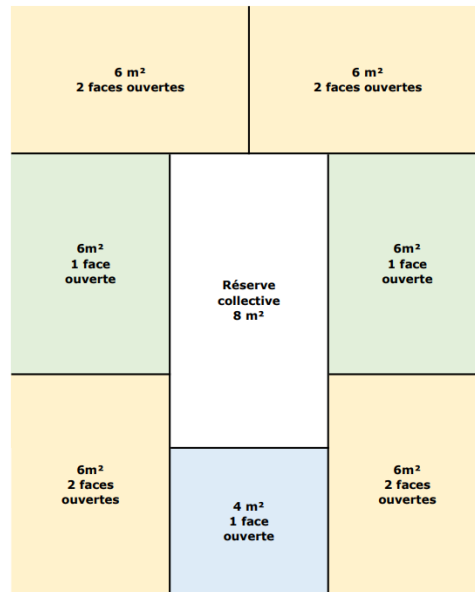 6 m²
2 faces ouvertes
6 m²
2 faces ouvertes
6m²
1 face
ouverte
Réserve
collective
8 m²
6m²
1 face
ouverte
6m²
2 faces
ouvertes
4 m²
1 face
ouverte
6m²
2 faces
ouvertes